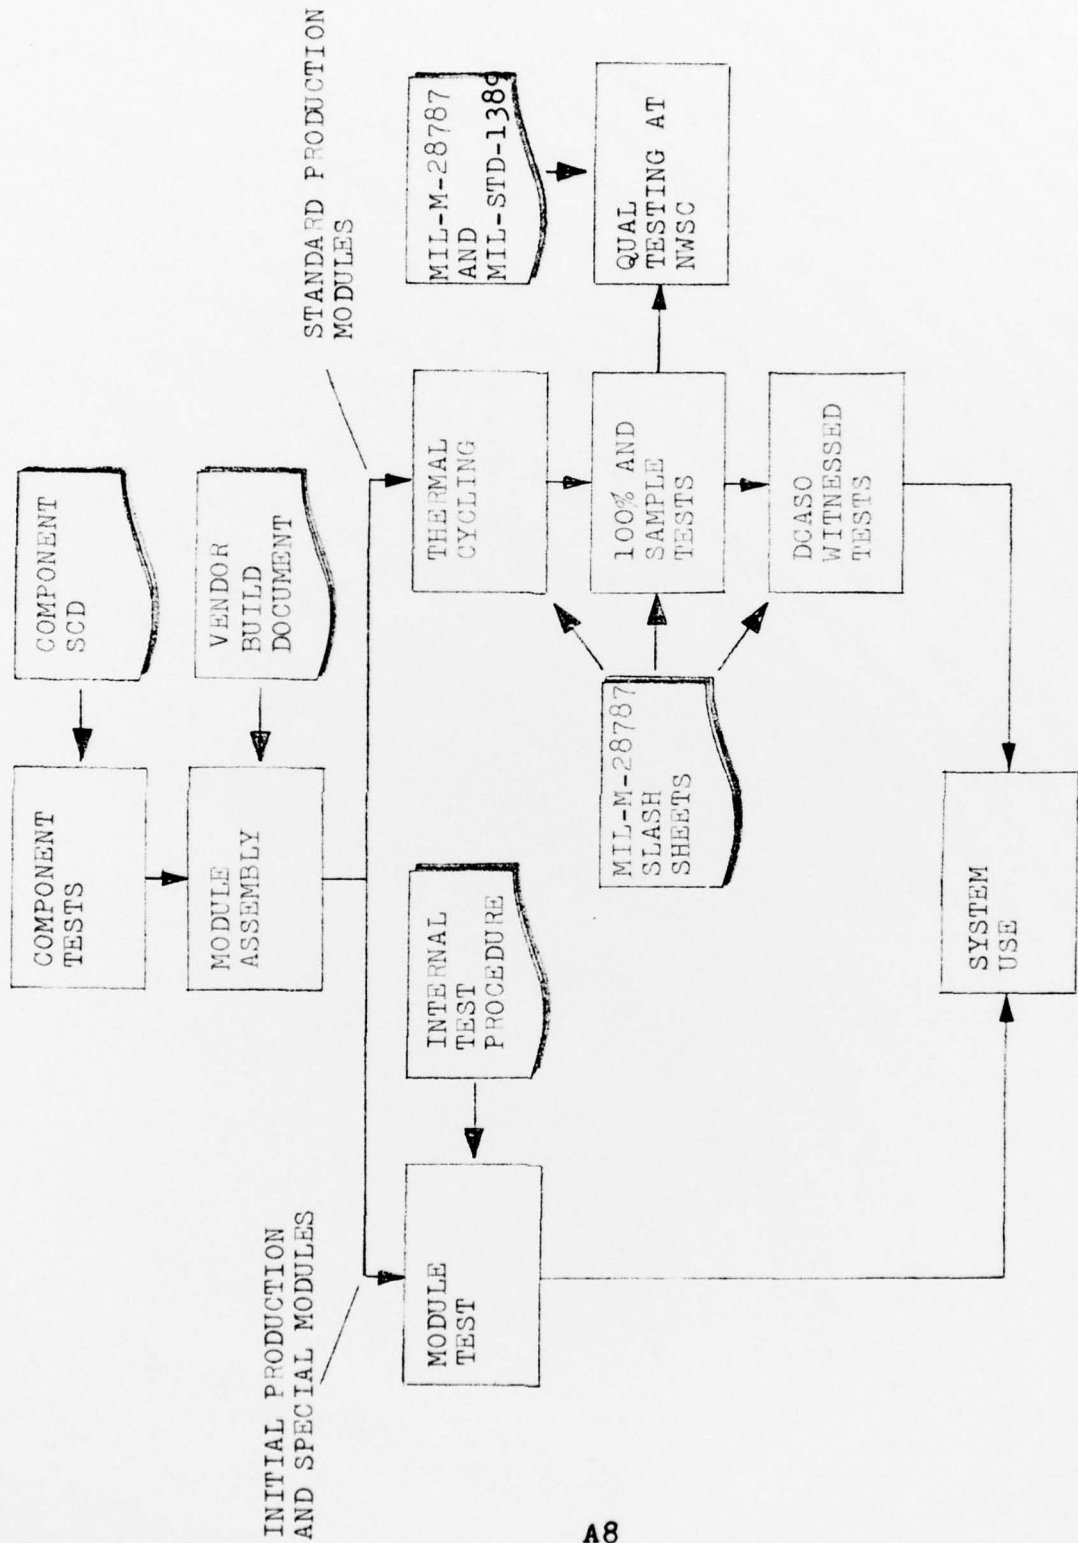 COMPONENT
TESTS
COMPONENT
SCD
MODULE
ASSEMBLY
VENDOR
BUILD
DOCUMENT
INITIAL PRODUCTION
AND SPECIAL MODULES
STANDARD PRODUCTION
MODULES
MODULE
TEST
INTERNAL
TEST
PROCEDURE
THERMAL
CYCLING
MIL-M-28787
AND
MIL-STD-1389
100% AND
SAMPLE
TESTS
QUAL
TESTING AT
NWSC
MIL-M-28787
SLASH
SHEETS
DCASO
WITNESSED
TESTS
SYSTEM
USE
A8